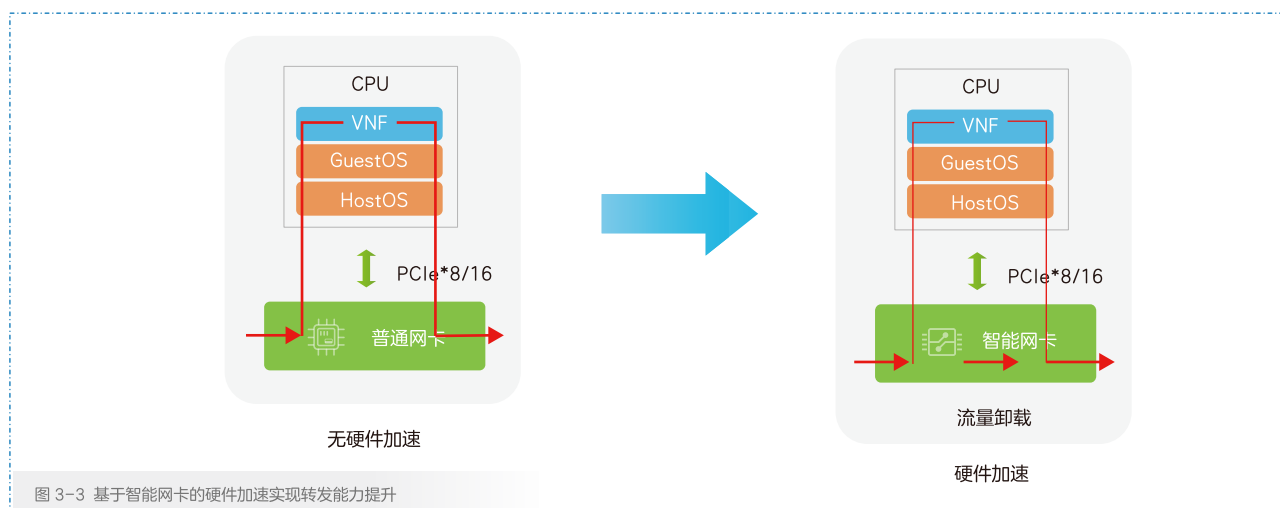 CPU
VNF
GuestOS
HostOS
PCIe*8/16
普通网卡
无硬件加速
CPU
VNF
GuestOS
HostOS
PCIe*8/16
智能网卡
流量卸载
硬件加速
图 3-3 基于智能网卡的硬件加速实现转发能力提升